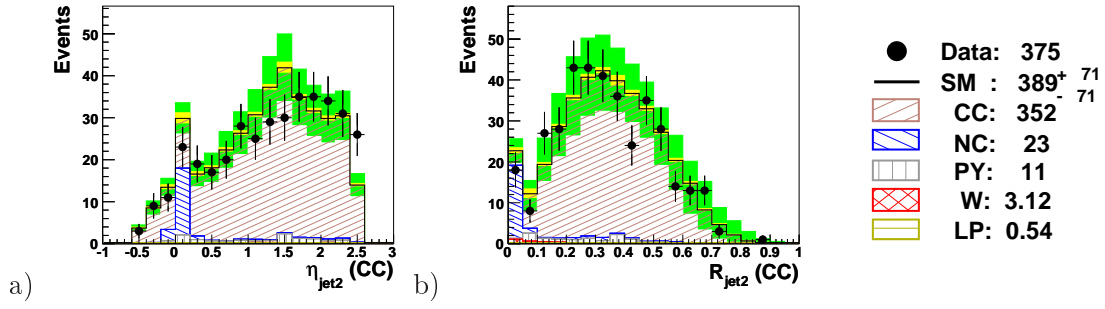 Events
50
40
30
20
10
0
-1 -0.5 0 0.5 1 1.5 2 2.5 3
η jet2 (CC)
a)
Events
50
40
30
20
10
0
0 0.1 0.2 0.3 0.4 0.5 0.6 0.7 0.8 0.9 1
R jet2 (CC)
b)
Data: 375
SM : 389 + 71 - 71
CC: 352
NC: 23
PY: 11
W: 3.12
LP: 0.54